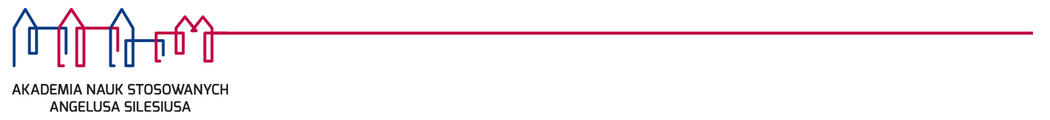 AKADEMIA NAUK STOSOWANYCH
ANGELUSA SILESIUSA